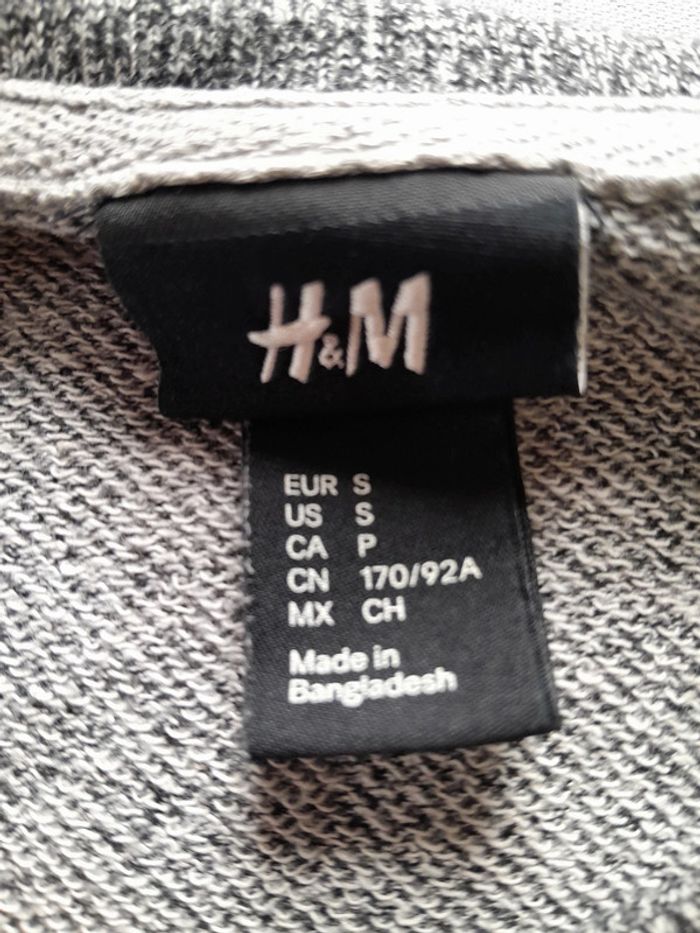 H&M
EUR S
US S
CA P
CN 170/92A
MX CH
Made in
Bangladesh